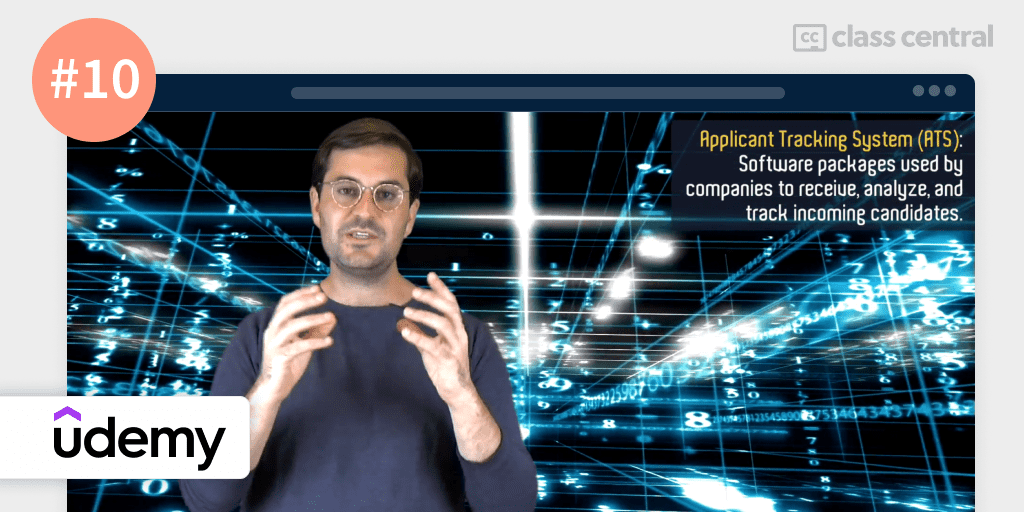 #10
class central
Applicant Tracking System (ATS):
Software packages used by
companies to receive, analyze, and
track incoming candidates.
udemy